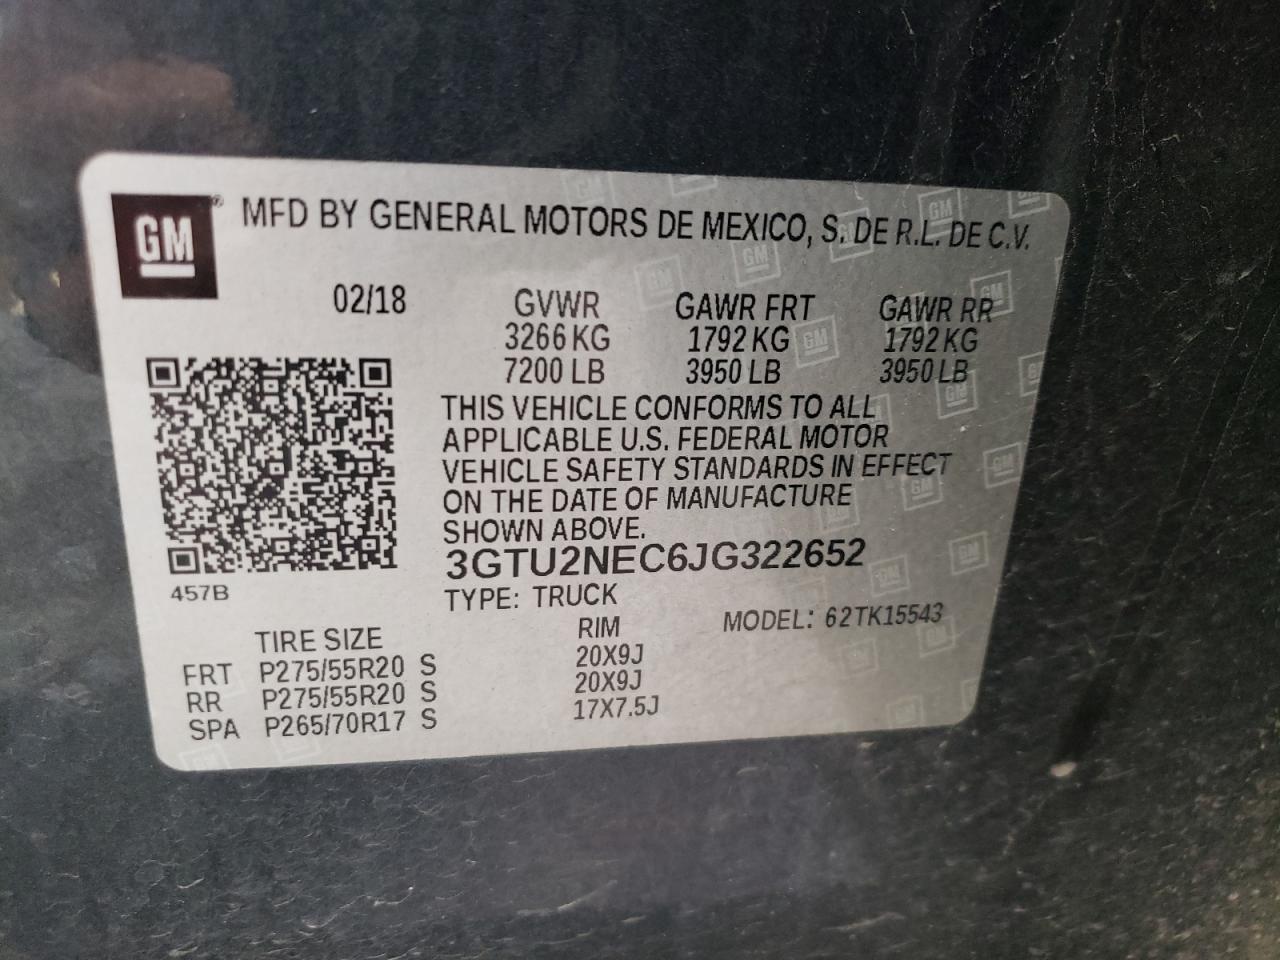 GM® MFD BY GENERAL MOTORS DE MEXICO, S. DE R.L. DE C.V.
02/18 GVWR GAWR FRT GAWR RR
3266 KG 1792 KG 1792 KG
7200 LB 3950 LB 3950 LB
THIS VEHICLE CONFORMS TO ALL
APPLICABLE U.S. FEDERAL MOTOR
VEHICLE SAFETY STANDARDS IN EFFECT
ON THE DATE OF MANUFACTURE
SHOWN ABOVE.
3GTU2NEC6JG322652
457B
TYPE: TRUCK
MODEL: 62TK15543
TIRE SIZE RIM
FRT P275/55R20 S 20X9J
RR P275/55R20 S 20X9J
SPA P265/70R17 S 17X7.5J